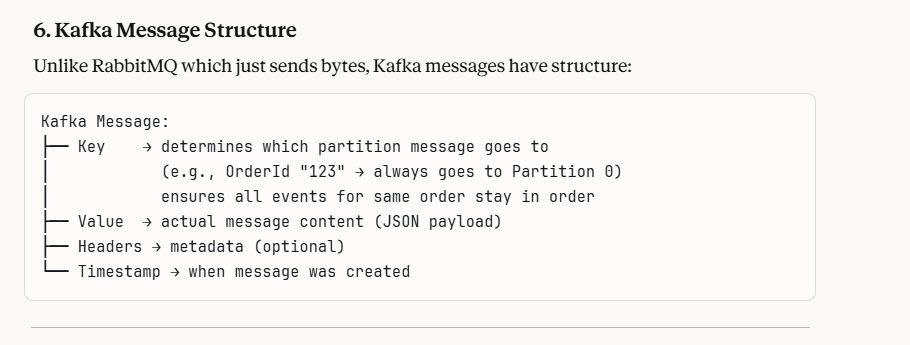 6. Kafka Message Structure
Unlike RabbitMQ which just sends bytes, Kafka messages have structure:
Kafka Message:
├── Key    → determines which partition message goes to
│            (e.g., OrderId "123" → always goes to Partition 0)
│            ensures all events for same order stay in order
├── Value  → actual message content (JSON payload)
├── Headers → metadata (optional)
└── Timestamp → when message was created